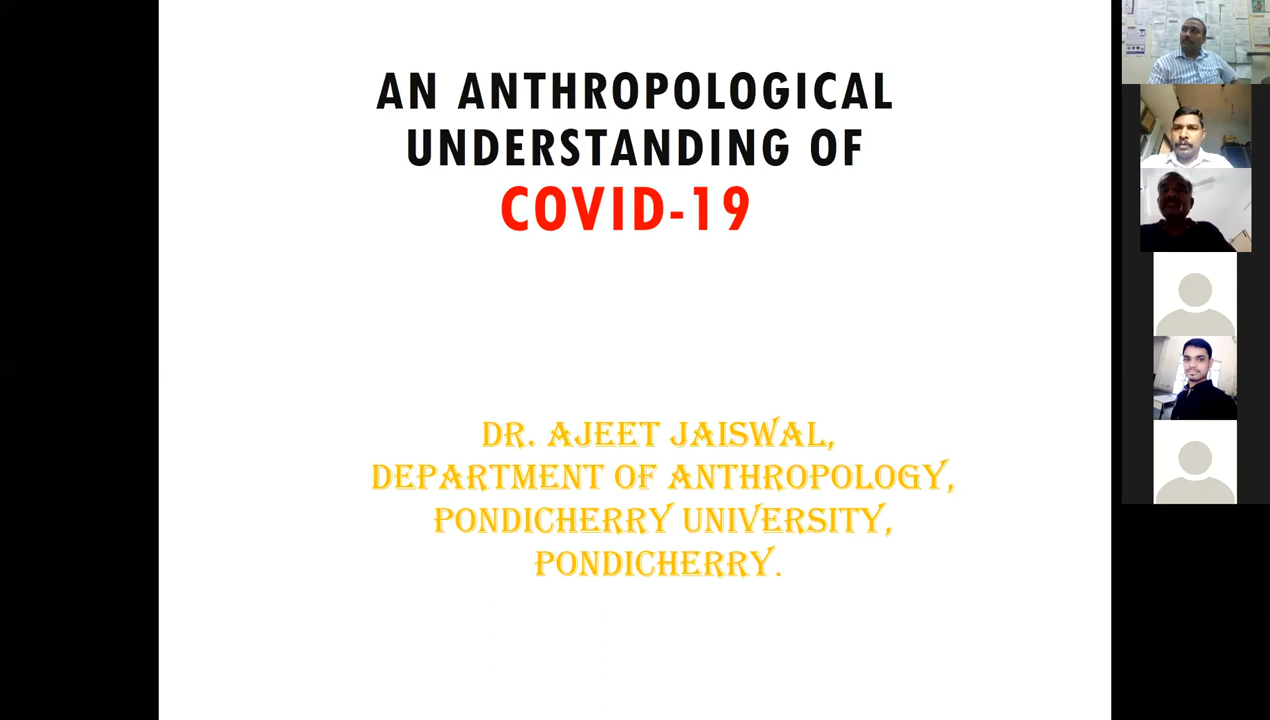 AN ANTHROPOLOGICAL
UNDERSTANDING OF
COVID-19
DR. AJEET JAISWAL,
DEPARTMENT OF ANTHROPOLOGY,
PONDICHERRY UNIVERSITY,
PONDICHERRY.